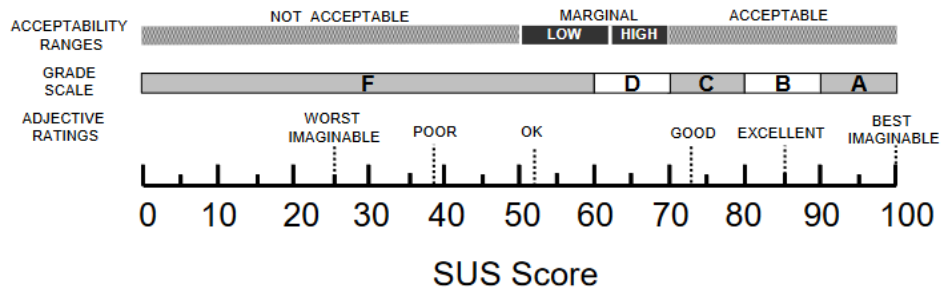 NOT ACCEPTABLE MARGINAL ACCEPTABLE
ACCEPTABILITY
RANGES
LOW HIGH
GRADE
SCALE
F D C B A
ADJECTIVE
RATINGS
WORST
IMAGINABLE
POOR
OK
GOOD
EXCELLENT
BEST
IMAGINABLE
0 10 20 30 40 50 60 70 80 90 100
SUS Score